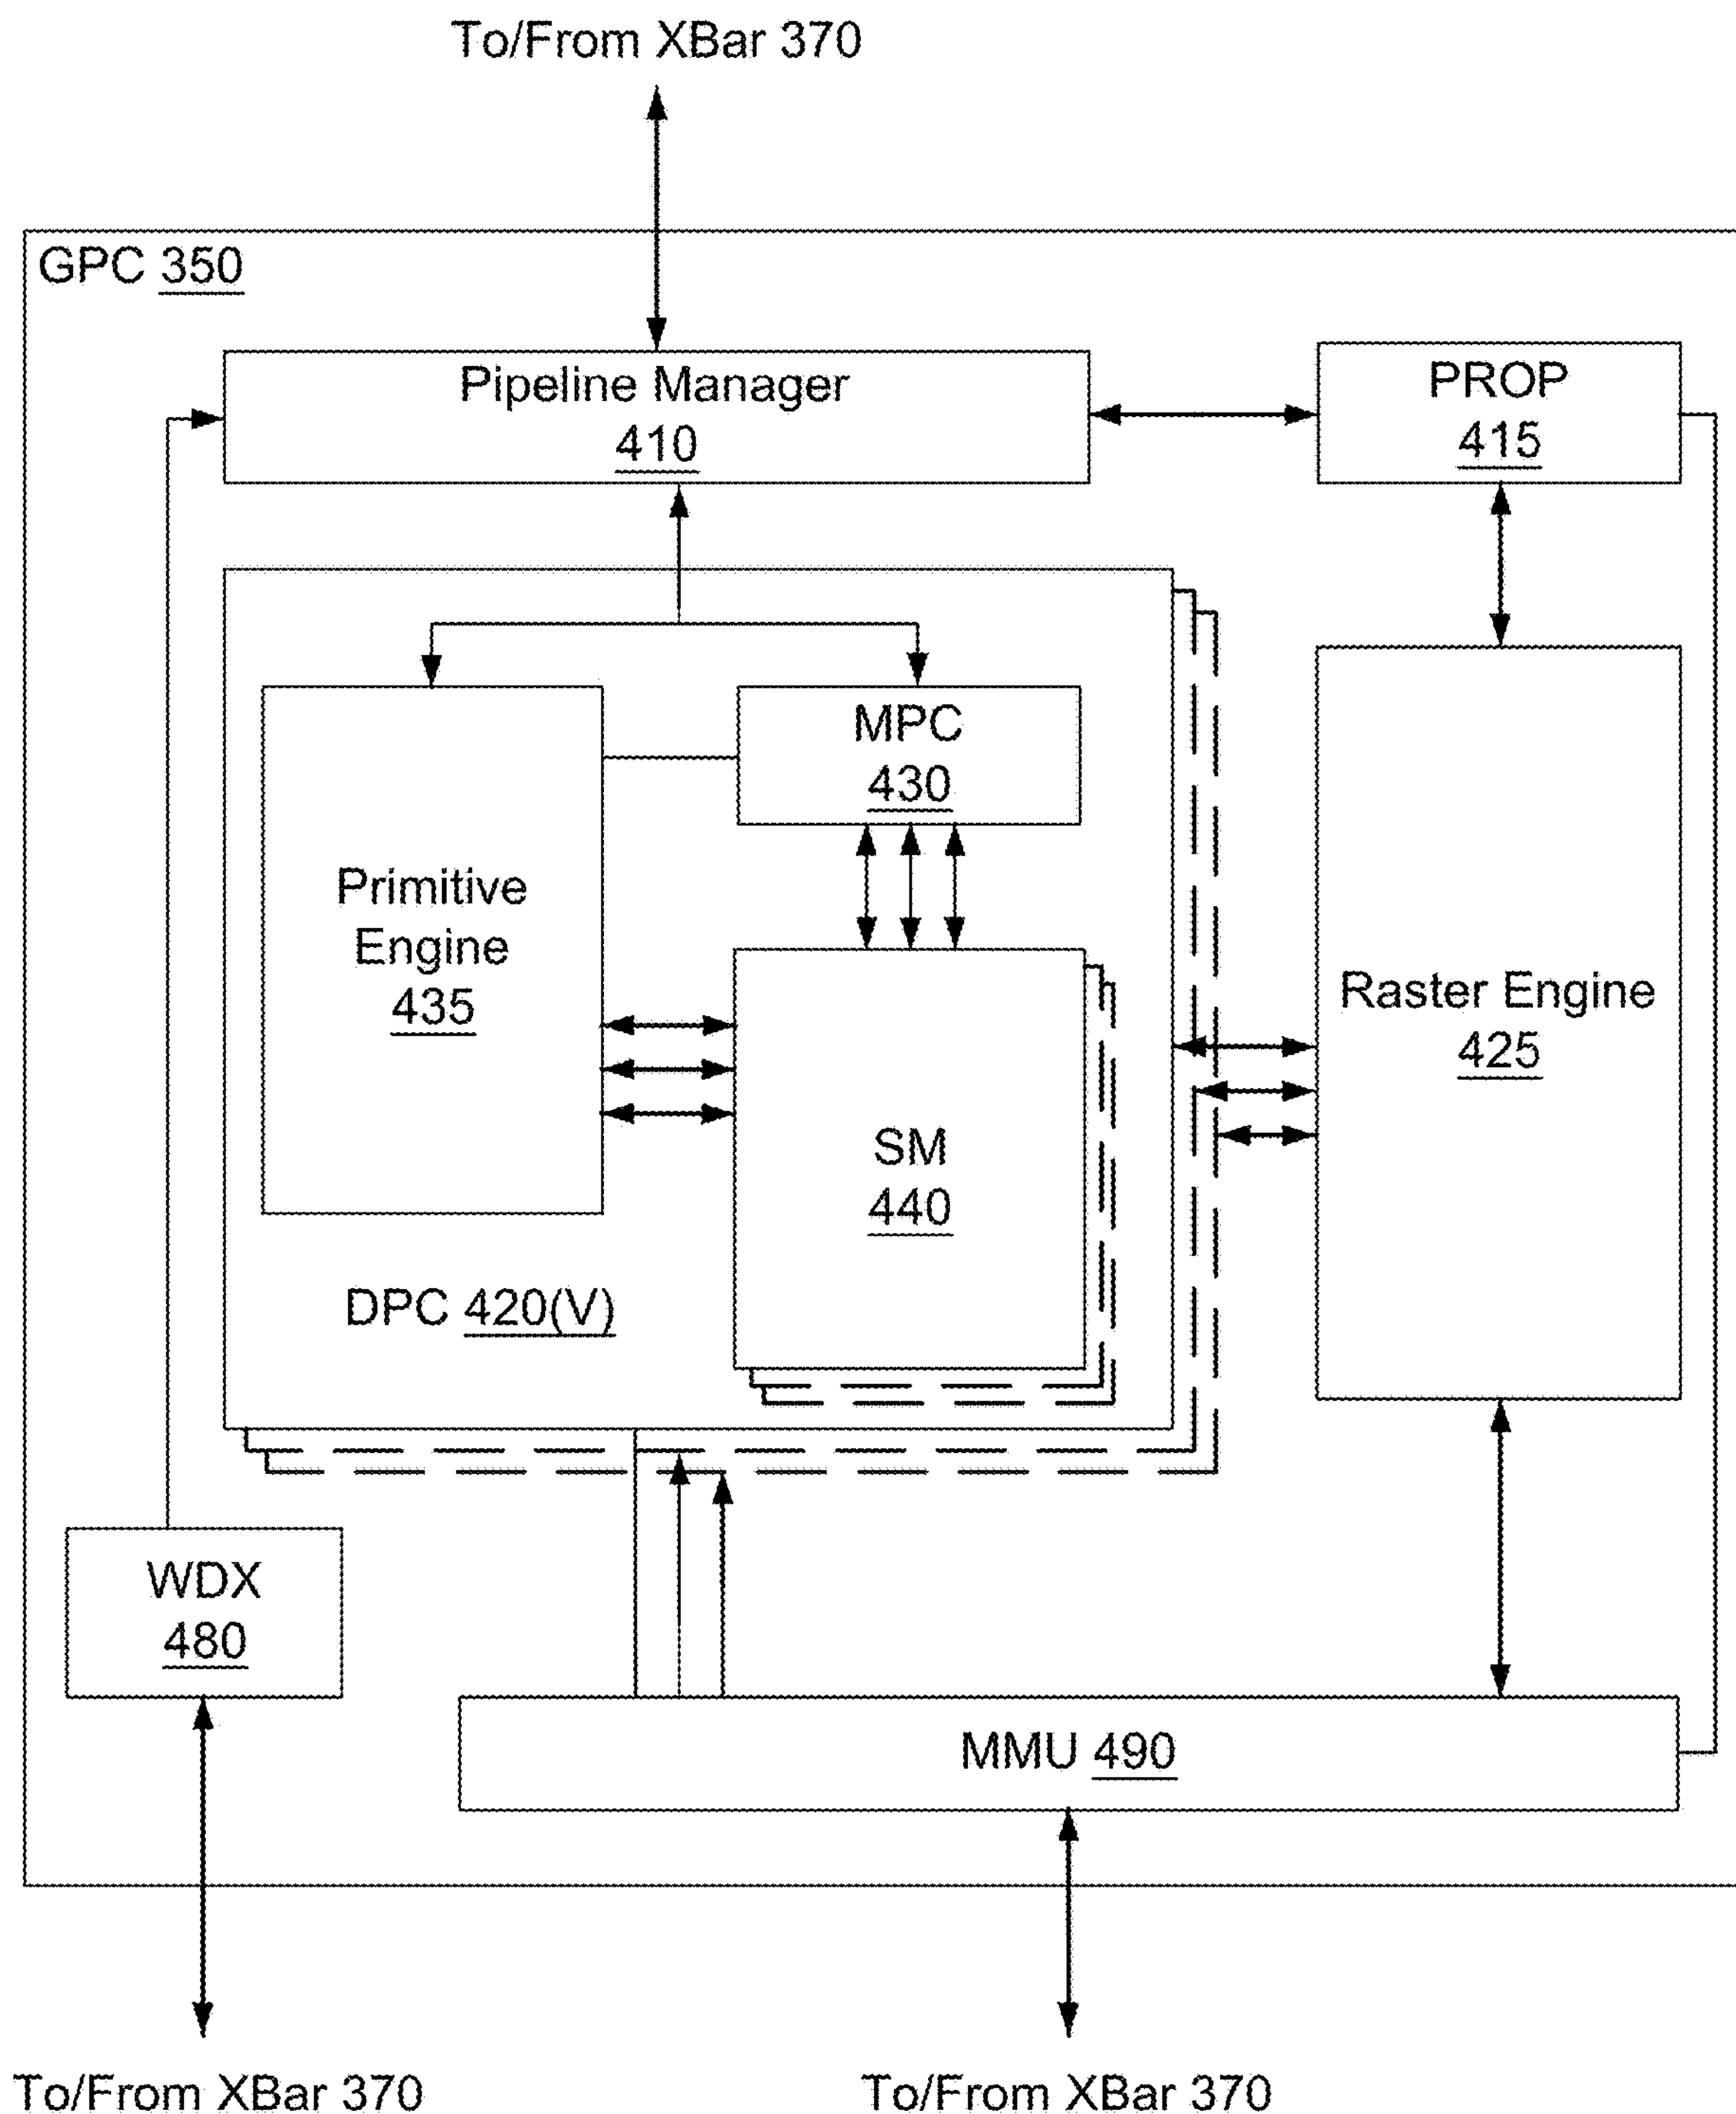 To/From XBar 370
GPC 350
Pipeline Manager
410
PROP
415
MPC
430
Primitive
Engine
435
Raster Engine
425
SM
440
DPC 420(V)
WDX
480
MMU 490
To/From XBar 370
To/From XBar 370